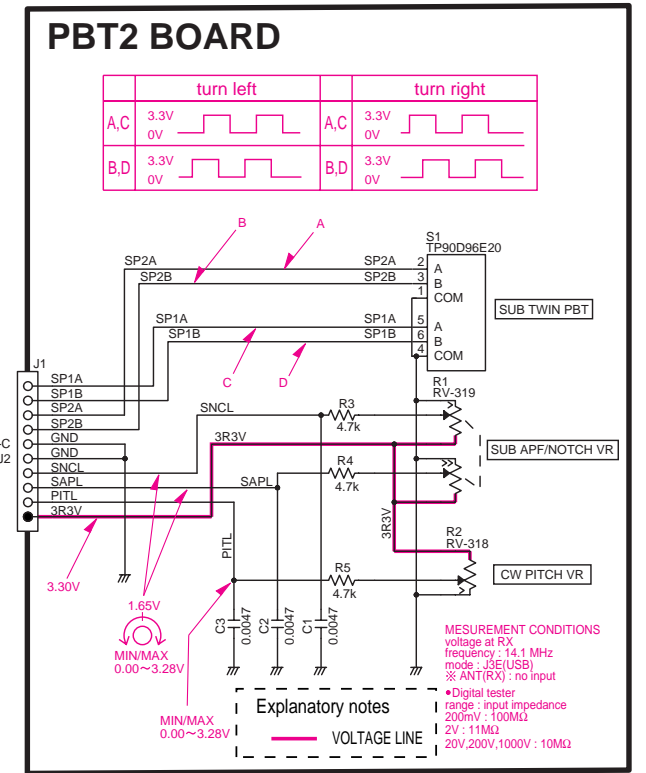 PBT2 BOARD
turn left
turn right
A,C
3.3V
0V
A,C
3.3V
0V
B,D
3.3V
0V
B,D
3.3V
0V
B
A
S1
TP90D96E20
SP2A
SP2A
2
A
SP2B
SP2B
3
B
1
COM
SUB TWIN PBT
SP1A
SP1A
5
A
SP1B
SP1B
6
B
4
COM
C
D
J1
SP1A
SP1B
SP2A
SP2B
GND
GND
SNCL
SAPL
PITL
3R3V
-C
J2
R1
RV-319
SNCL
R3
4.7k
3R3V
SUB APF/NOTCH VR
SAPL
R4
4.7k
3R3V
R2
RV-318
PITL
R5
4.7k
CW PITCH VR
3.30V
1.65V
MIN/MAX
0.00~3.28V
C3
0.0047
C2
0.0047
C1
0.0047
MESUREMENT CONDITIONS
voltage at RX
frequency : 14.1 MHz
mode : J3E(USB)
※ ANT(RX) : no input
●Digital tester
range : input impedance
200mV : 100MΩ
2V : 11MΩ
20V,200V,1000V : 10MΩ
MIN/MAX
0.00~3.28V
Explanatory notes
VOLTAGE LINE